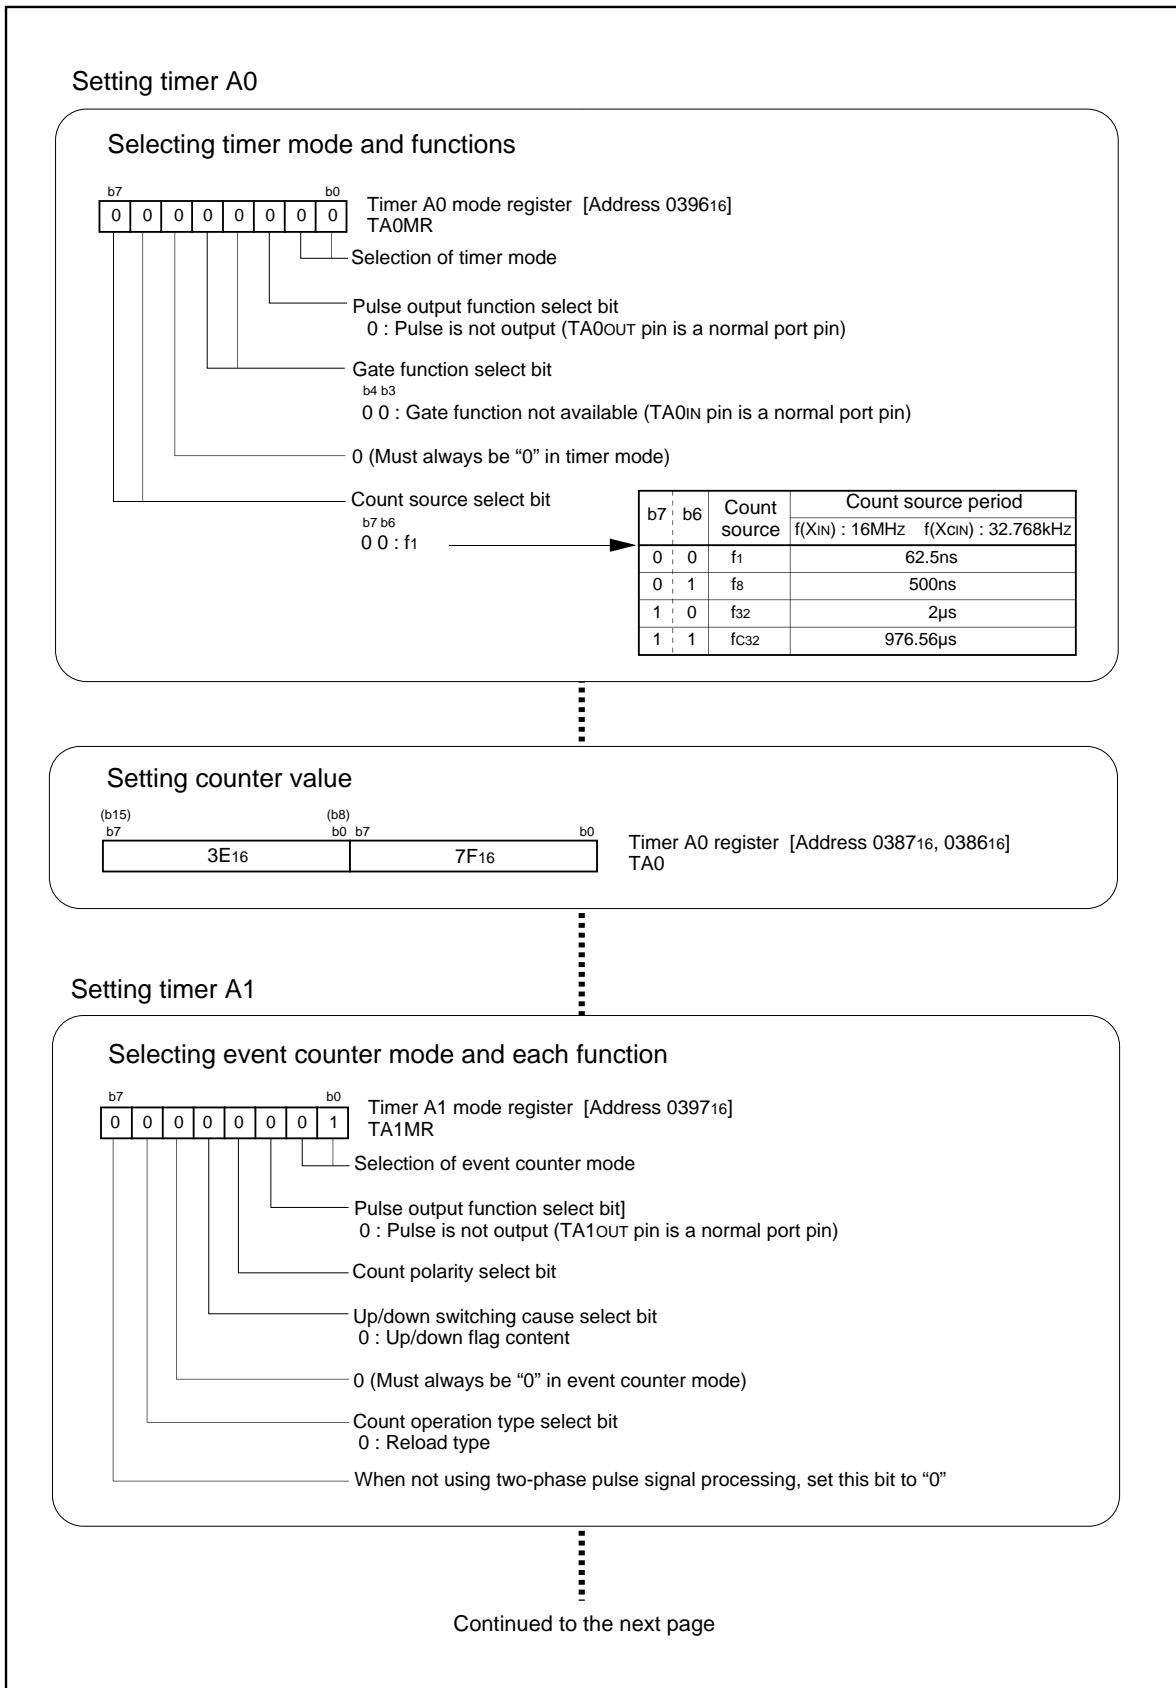 Setting timer A0
Selecting timer mode and functions
b7 b0
0 0 0 0 0 0 0 0
Timer A0 mode register [Address 039616]
TA0MR
Selection of timer mode
Pulse output function select bit
0 : Pulse is not output (TA0OUT pin is a normal port pin)
Gate function select bit
b4 b3
0 0 : Gate function not available (TA0IN pin is a normal port pin)
0 (Must always be “0” in timer mode)
Count source select bit
b7 b6
0 0 : f1
b7 b6 Count source Count source period
f(XIN) : 16MHZ f(XCIN) : 32.768kHZ
0 0 f1 62.5ns
0 1 f8 500ns
1 0 f32 2µs
1 1 fC32 976.56µs
Setting counter value
(b15) (b8)
b7 b0 b7 b0
3E16 7F16
Timer A0 register [Address 038716, 038616]
TA0
Setting timer A1
Selecting event counter mode and each function
b7 b0
0 0 0 0 0 0 0 1
Timer A1 mode register [Address 039716]
TA1MR
Selection of event counter mode
Pulse output function select bit]
0 : Pulse is not output (TA1OUT pin is a normal port pin)
Count polarity select bit
Up/down switching cause select bit
0 : Up/down flag content
0 (Must always be “0” in event counter mode)
Count operation type select bit
0 : Reload type
When not using two-phase pulse signal processing, set this bit to “0”
Continued to the next page